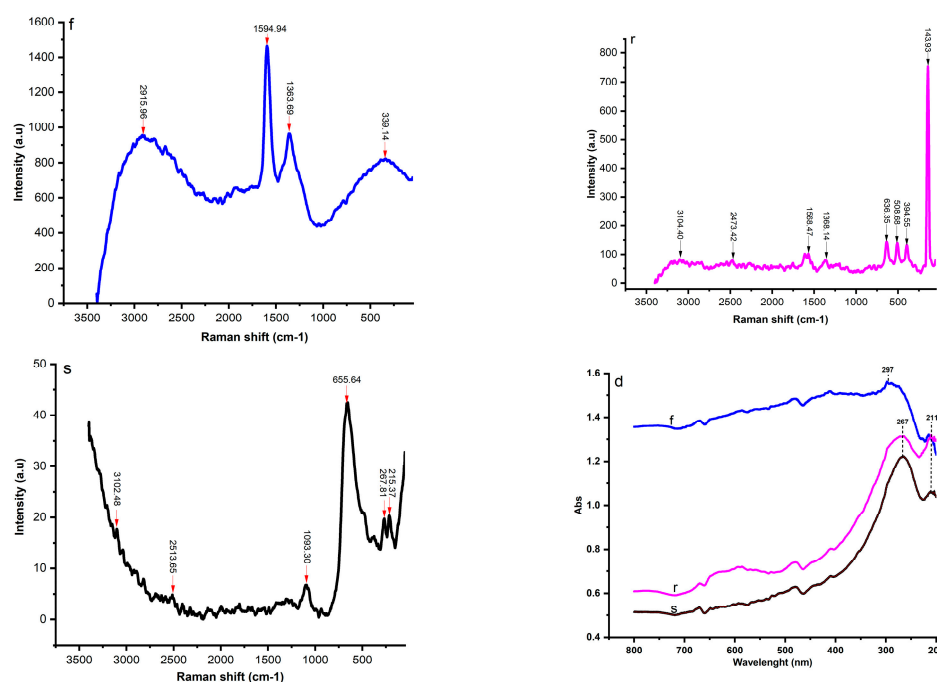 f
1600
1400
1200
1000
800
600
400
200
0
Intensity (a.u)
2915.96
1594.94
1363.69
339.14
3500 3000 2500 2000 1500 1000 500
Raman shift (cm-1)
r
800
700
600
500
400
300
200
100
0
Intensity (a.u)
3104.40
2473.42
1588.47
1368.14
636.35
508.68
394.55
143.93
3500 3000 2500 2000 1500 1000 500
Raman shift (cm-1)
s
50
40
30
20
10
0
Intensity (a.u)
3102.48
2513.65
1093.30
655.64
267.81
215.37
3500 3000 2500 2000 1500 1000 500
Raman shift (cm-1)
d
1.6
1.4
1.2
1.0
0.8
0.6
0.4
Abs
297
267
211
f
r
s
800 700 600 500 400 300 200
Wavelenght (nm)